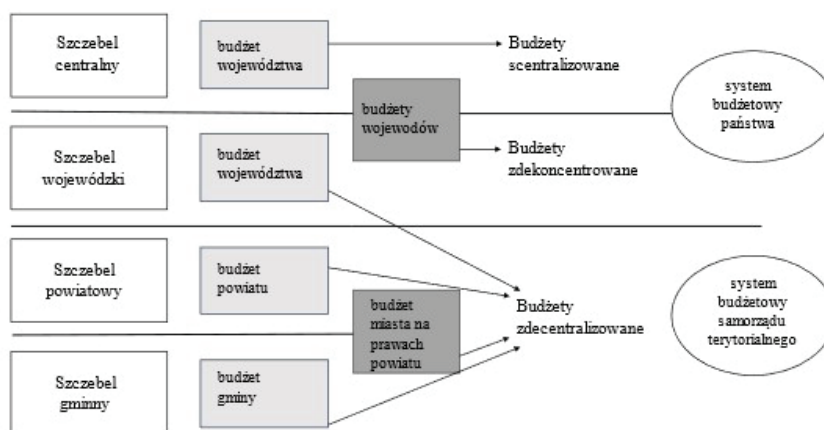 Szczebel
centralny
budżet
województwa
Budżety
scentralizowane
system
budżetowy
państwa
budżety
wojewodów
Szczebel
wojewódzki
budżet
województwa
Budżety
zdekoncentrowane
Szczebel
powiatowy
budżet
powiatu
budżet
miasta na
prawach
powiatu
Budżety
zdecentralizowane
system
budżetowy
samorządu
terytorialnego
Szczebel
gminny
budżet
gminy